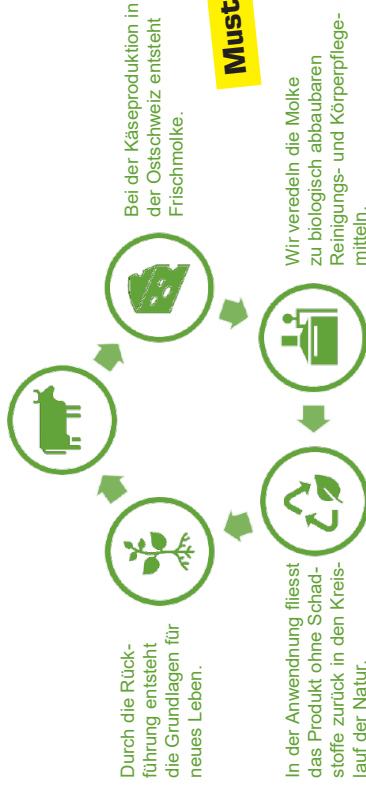 Bei der Käseproduktion in
der Ostschweiz entsteht
Frischmolke.
Must
Wir veredeln die Molke
zu biologisch abbaubaren
Reinigungs- und Körperpflege-
mitteln.
In der Anwendnung fliesst
das Produkt ohne Schad-
stoffe zurück in den Kreis-
lauf der Natur.
Durch die Rück-
führung entsteht
die Grundlagen für
neues Leben.